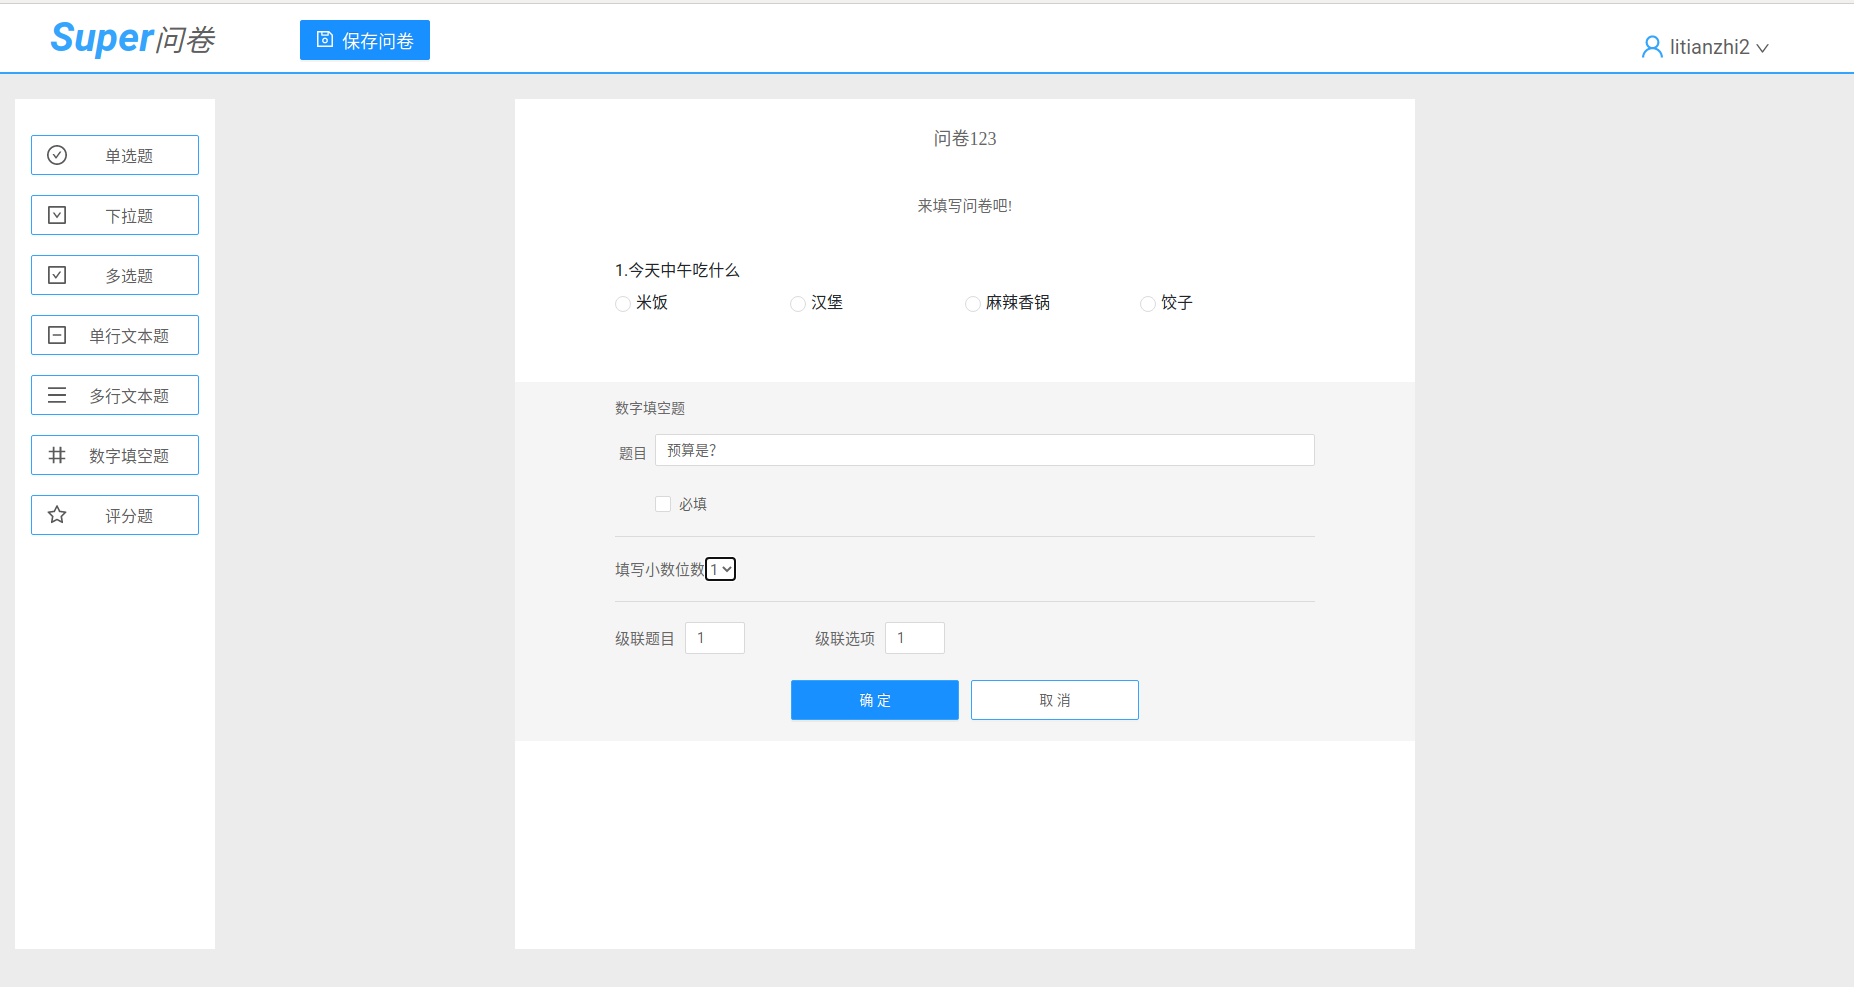 Super问卷
保存问卷
litianzhi2
单选题
下拉题
多选题
单行文本题
多行文本题
数字填空题
评分题
问卷123
来填写问卷吧!
1.今天中午吃什么
米饭 汉堡 麻辣香锅 饺子
数字填空题
题目 预算是?
必填
填写小数位数 1
级联题目 1 级联选项 1
确 定 取 消